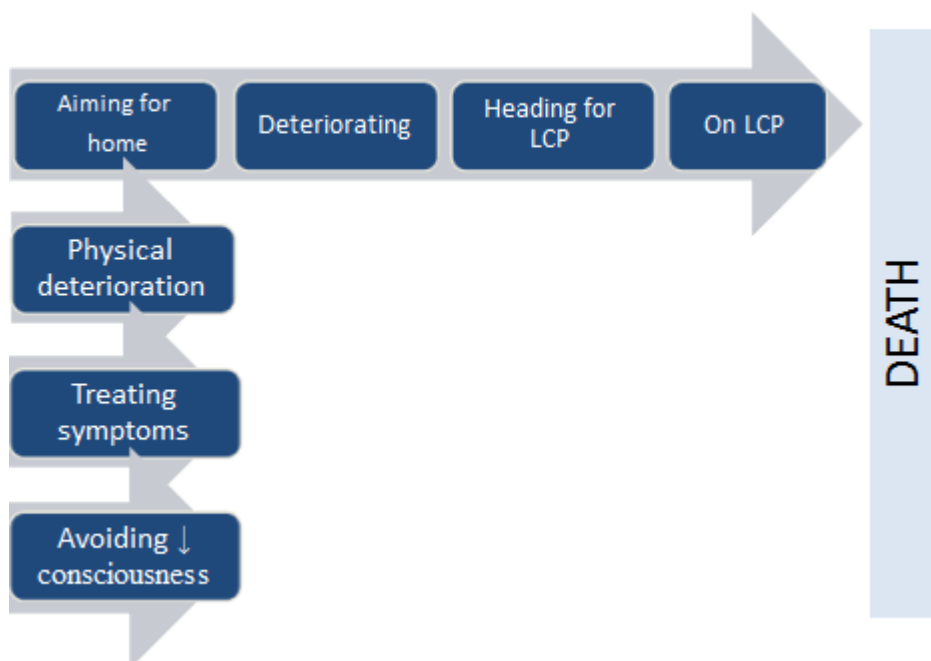 Aiming for
home
Deteriorating
Heading for
LCP
On LCP
Physical
deterioration
Treating
symptoms
Avoiding ↓
consciousness
DEATH